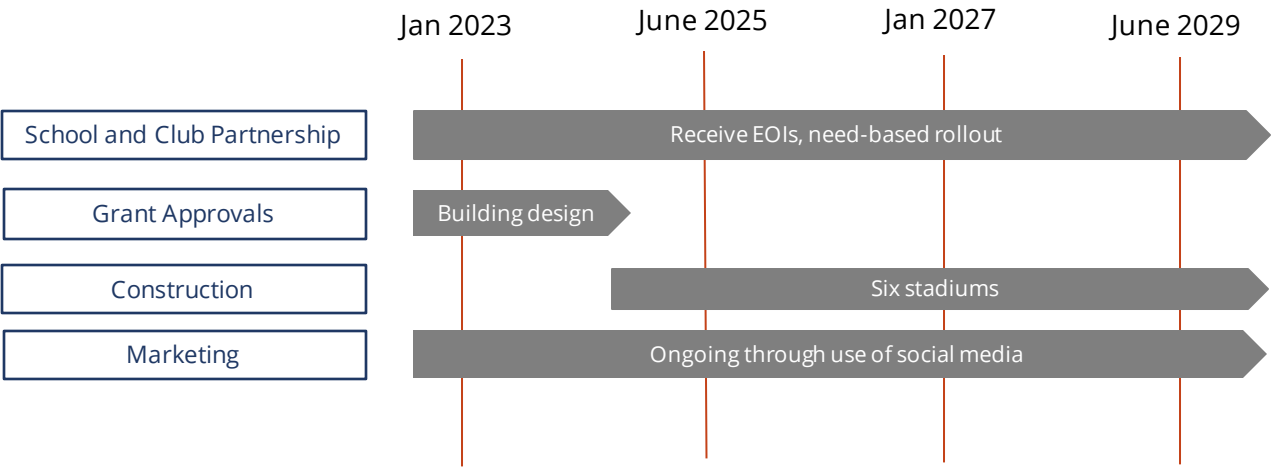 Jan 2023
June 2025
Jan 2027
June 2029
School and Club Partnership
Receive EOIs, need-based rollout
Grant Approvals
Building design
Construction
Six stadiums
Marketing
Ongoing through use of social media